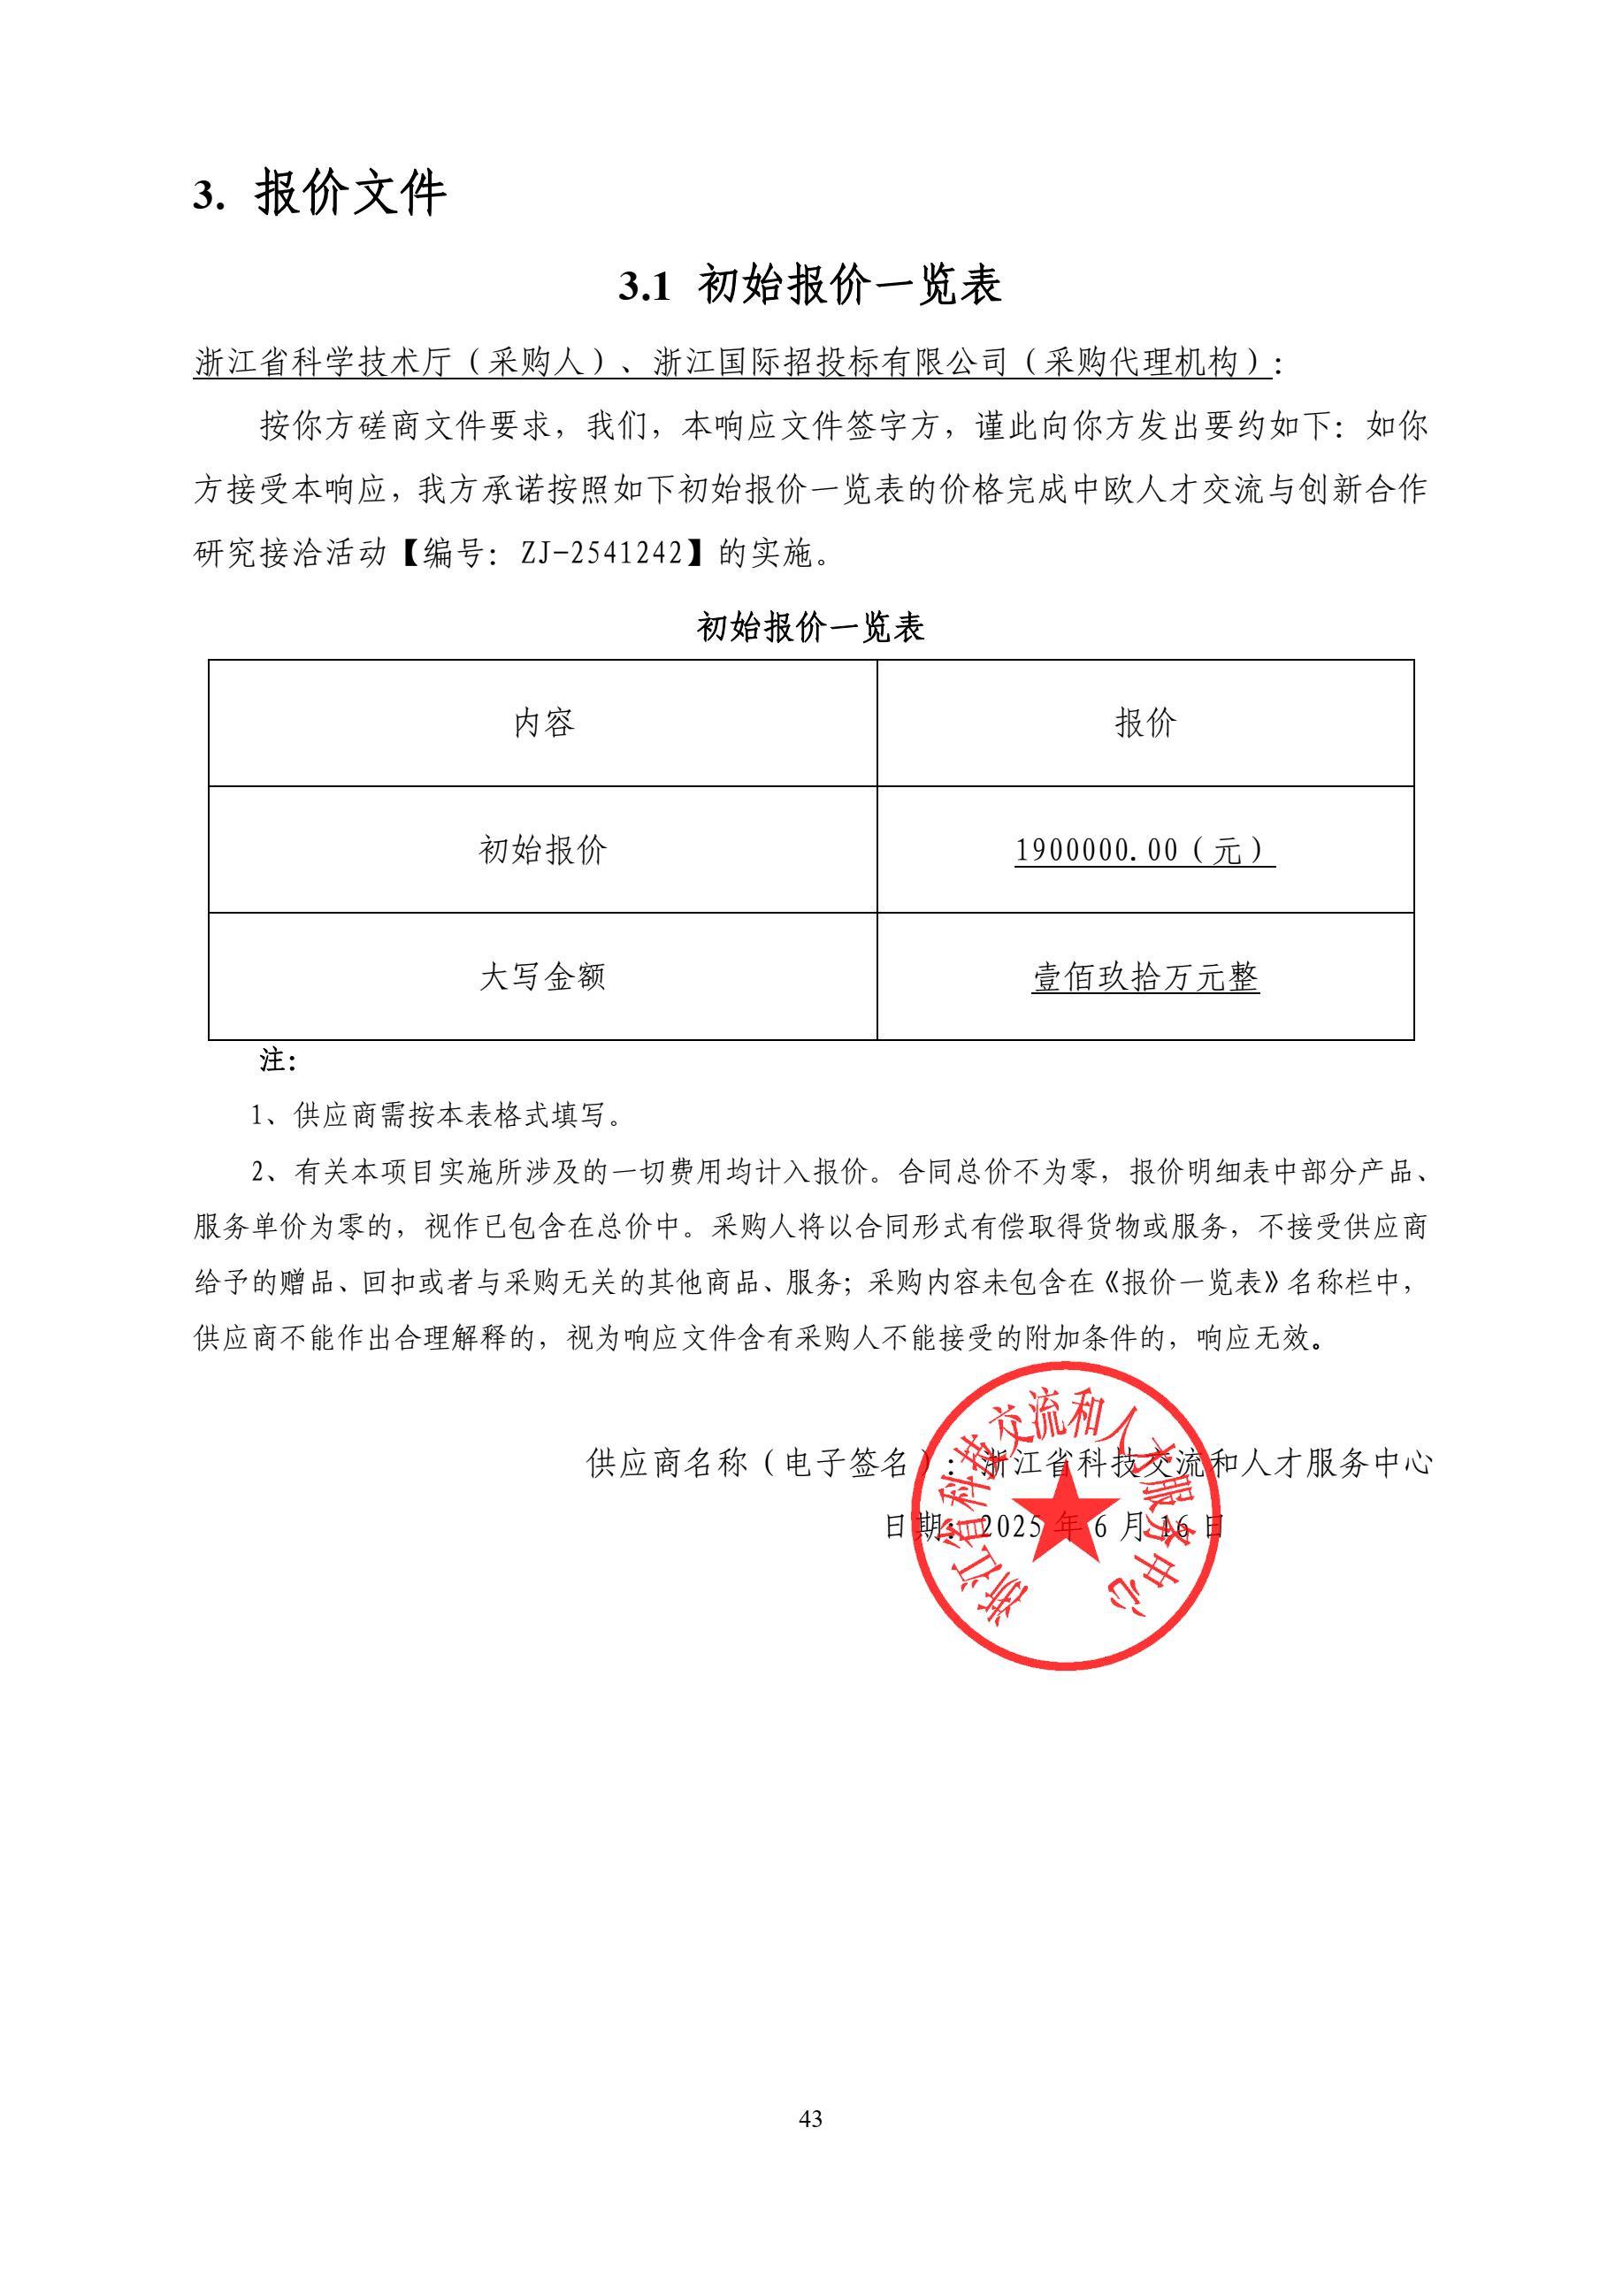 3. 报价文件
3.1 初始报价一览表
浙江省科学技术厅（采购人）、浙江国际招投标有限公司（采购代理机构）：
按你方磋商文件要求，我们，本响应文件签字方，谨此向你方发出要约如下：如你
方接受本响应，我方承诺按照如下初始报价一览表的价格完成中欧人才交流与创新合作
研究接洽活动【编号：ZJ-2541242】的实施。
初始报价一览表
内容 报价
初始报价 1900000.00（元）
大写金额 壹佰玖拾万元整
注：
1、供应商需按本表格式填写。
2、有关本项目实施所涉及的一切费用均计入报价。合同总价不为零，报价明细表中部分产品、
服务单价为零的，视作已包含在总价中。采购人将以合同形式有偿取得货物或服务，不接受供应商
给予的赠品、回扣或者与采购无关的其他商品、服务；采购内容未包含在《报价一览表》名称栏中，
供应商不能作出合理解释的，视为响应文件含有采购人不能接受的附加条件的，响应无效。
供应商名称（电子签名）：浙江省科技交流和人才服务中心
日期：2025 年 6 月 16 日
浙江省科技交流和人才服务中心
43